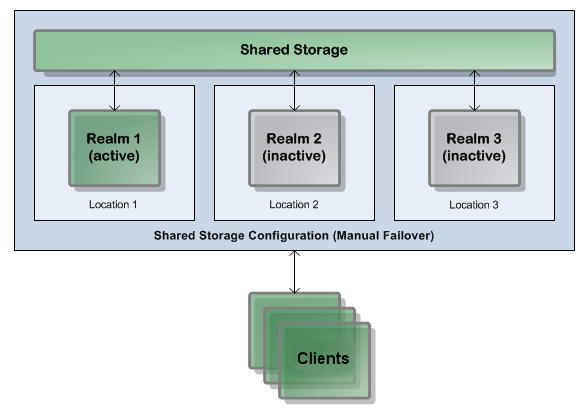 Shared Storage
Realm 1
(active)
Realm 2
(inactive)
Realm 3
(inactive)
Location 1
Location 2
Location 3
Shared Storage Configuration (Manual Failover)
Clients